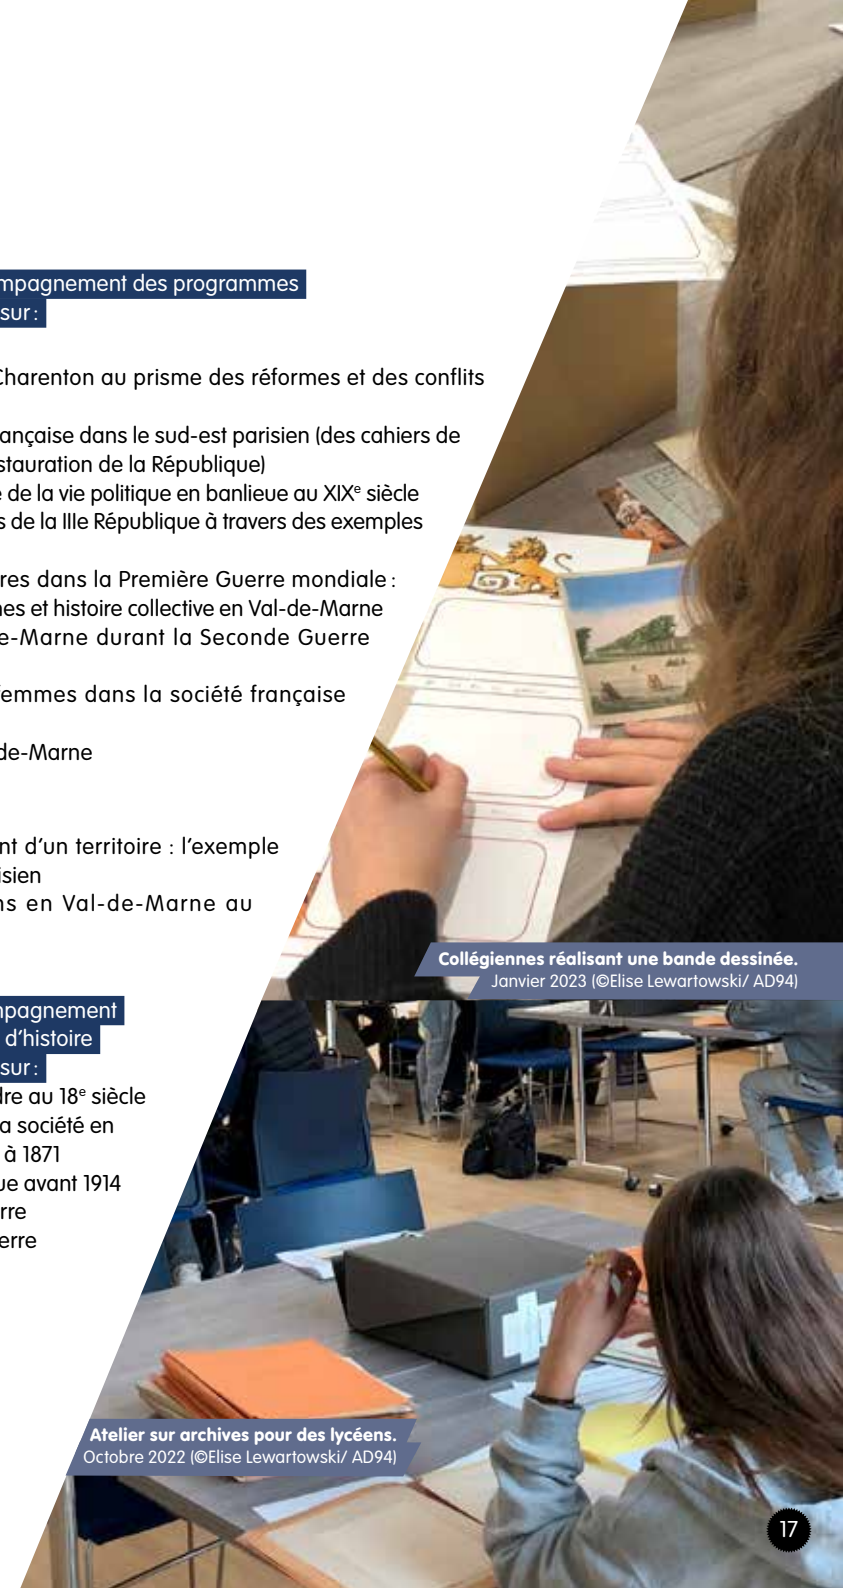 mpagnement des programmes
sur :
Charenton au prisme des réformes et des conflits
ançaise dans le sud-est parisien (des cahiers de
stauration de la République)
e de la vie politique en banlieue au XIXe siècle
s de la IIIe République à travers des exemples
res dans la Première Guerre mondiale :
nes et histoire collective en Val-de-Marne
e-Marne durant la Seconde Guerre
femmes dans la société française
de-Marne
nt d’un territoire : l’exemple
isien
ns en Val-de-Marne au
Collégiennes réalisant une bande dessinée.
Janvier 2023 (©Elise Lewartowski/ AD94)
mpagnement
d’histoire
sur :
dre au 18e siècle
a société en
à 1871
ue avant 1914
rre
erre
Atelier sur archives pour des lycéens.
Octobre 2022 (©Elise Lewartowski/ AD94)
17